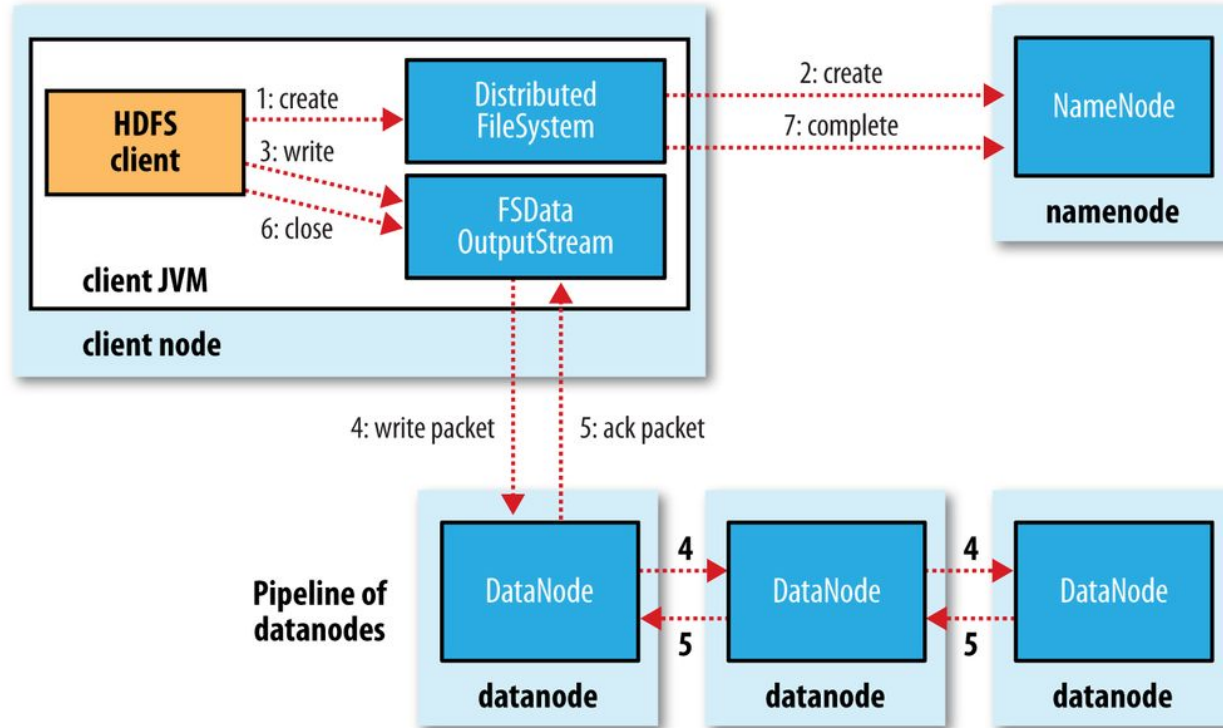 1: create
HDFS
client
3: write
6: close
Distributed
FileSystem
FSData
OutputStream
client JVM
client node
2: create
7: complete
NameNode
namenode
4: write packet
5: ack packet
Pipeline of
datanodes
DataNode
datanode
4
5
DataNode
datanode
4
5
DataNode
datanode